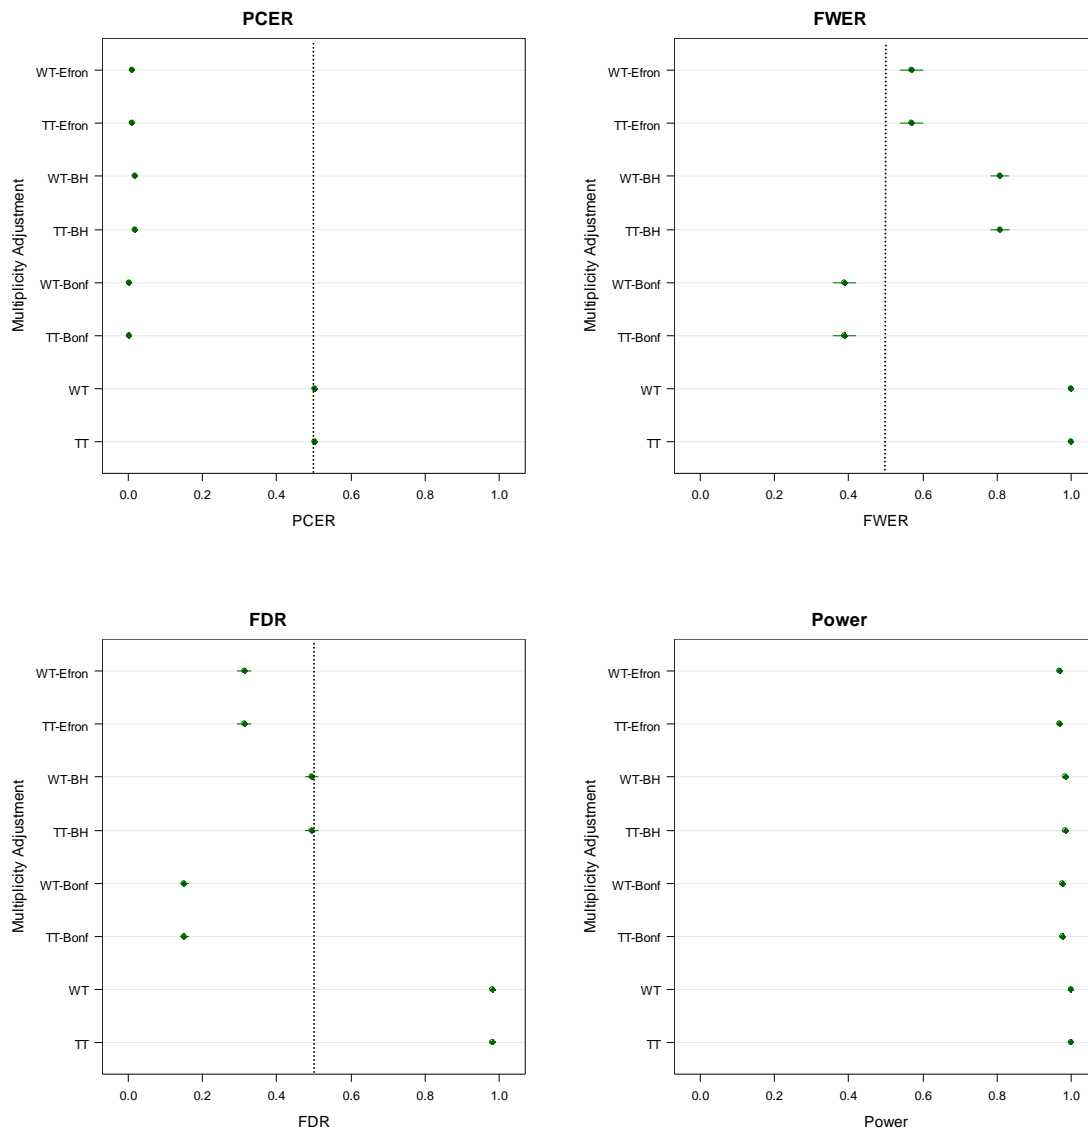 PCER
Multiplicity Adjustment
WT-Efron
TT-Efron
WT-BH
TT-BH
WT-Bonf
TT-Bonf
WT
TT
0.0 0.2 0.4 0.6 0.8 1.0
PCER
FWER
Multiplicity Adjustment
WT-Efron
TT-Efron
WT-BH
TT-BH
WT-Bonf
TT-Bonf
WT
TT
0.0 0.2 0.4 0.6 0.8 1.0
FWER
FDR
Multiplicity Adjustment
WT-Efron
TT-Efron
WT-BH
TT-BH
WT-Bonf
TT-Bonf
WT
TT
0.0 0.2 0.4 0.6 0.8 1.0
FDR
Power
Multiplicity Adjustment
WT-Efron
TT-Efron
WT-BH
TT-BH
WT-Bonf
TT-Bonf
WT
TT
0.0 0.2 0.4 0.6 0.8 1.0
Power